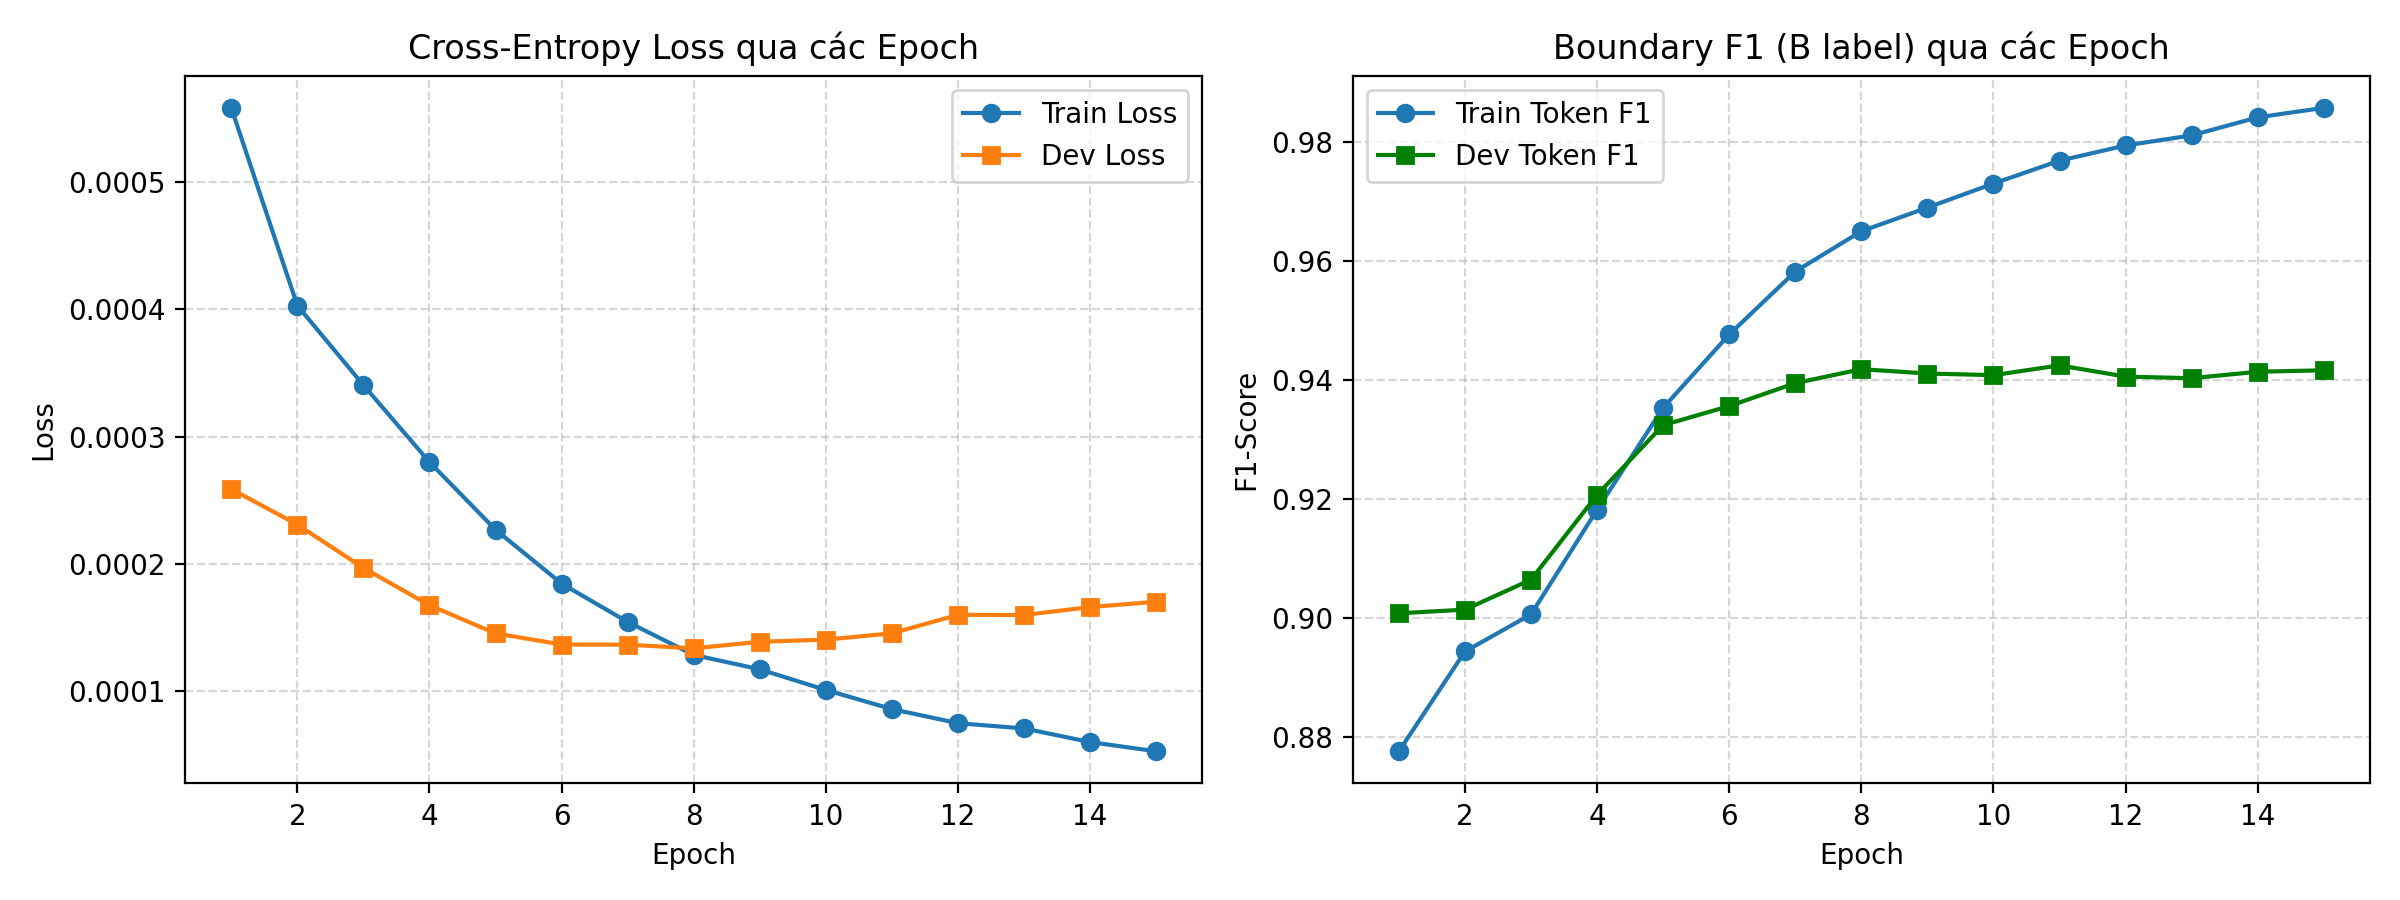 Cross-Entropy Loss qua các Epoch
Train Loss
Dev Loss
0.0005
0.0004
0.0003
0.0002
0.0001
Loss
2 4 6 8 10 12 14
Epoch
Boundary F1 (B label) qua các Epoch
Train Token F1
Dev Token F1
0.98
0.96
0.94
0.92
0.90
0.88
F1-Score
2 4 6 8 10 12 14
Epoch